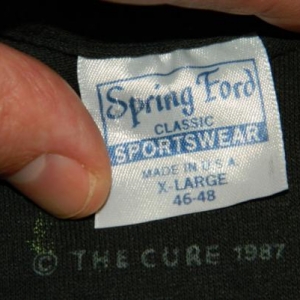 Spring Ford
CLASSIC
SPORTSWEAR
MADE IN U.S.A.
X-LARGE
46-48
© THE CURE 1987